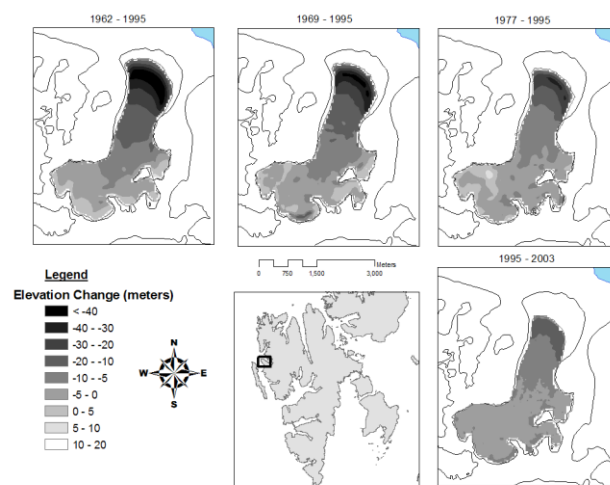 1962 - 1995
1969 - 1995
1977 - 1995
0 750 1,500 3,000
Meters
1995 - 2003
Legend
Elevation Change (meters)
< -40
-40 - -30
-30 - -20
-20 - -10
-10 - -5
-5 - 0
0 - 5
5 - 10
10 - 20
N
W E
S